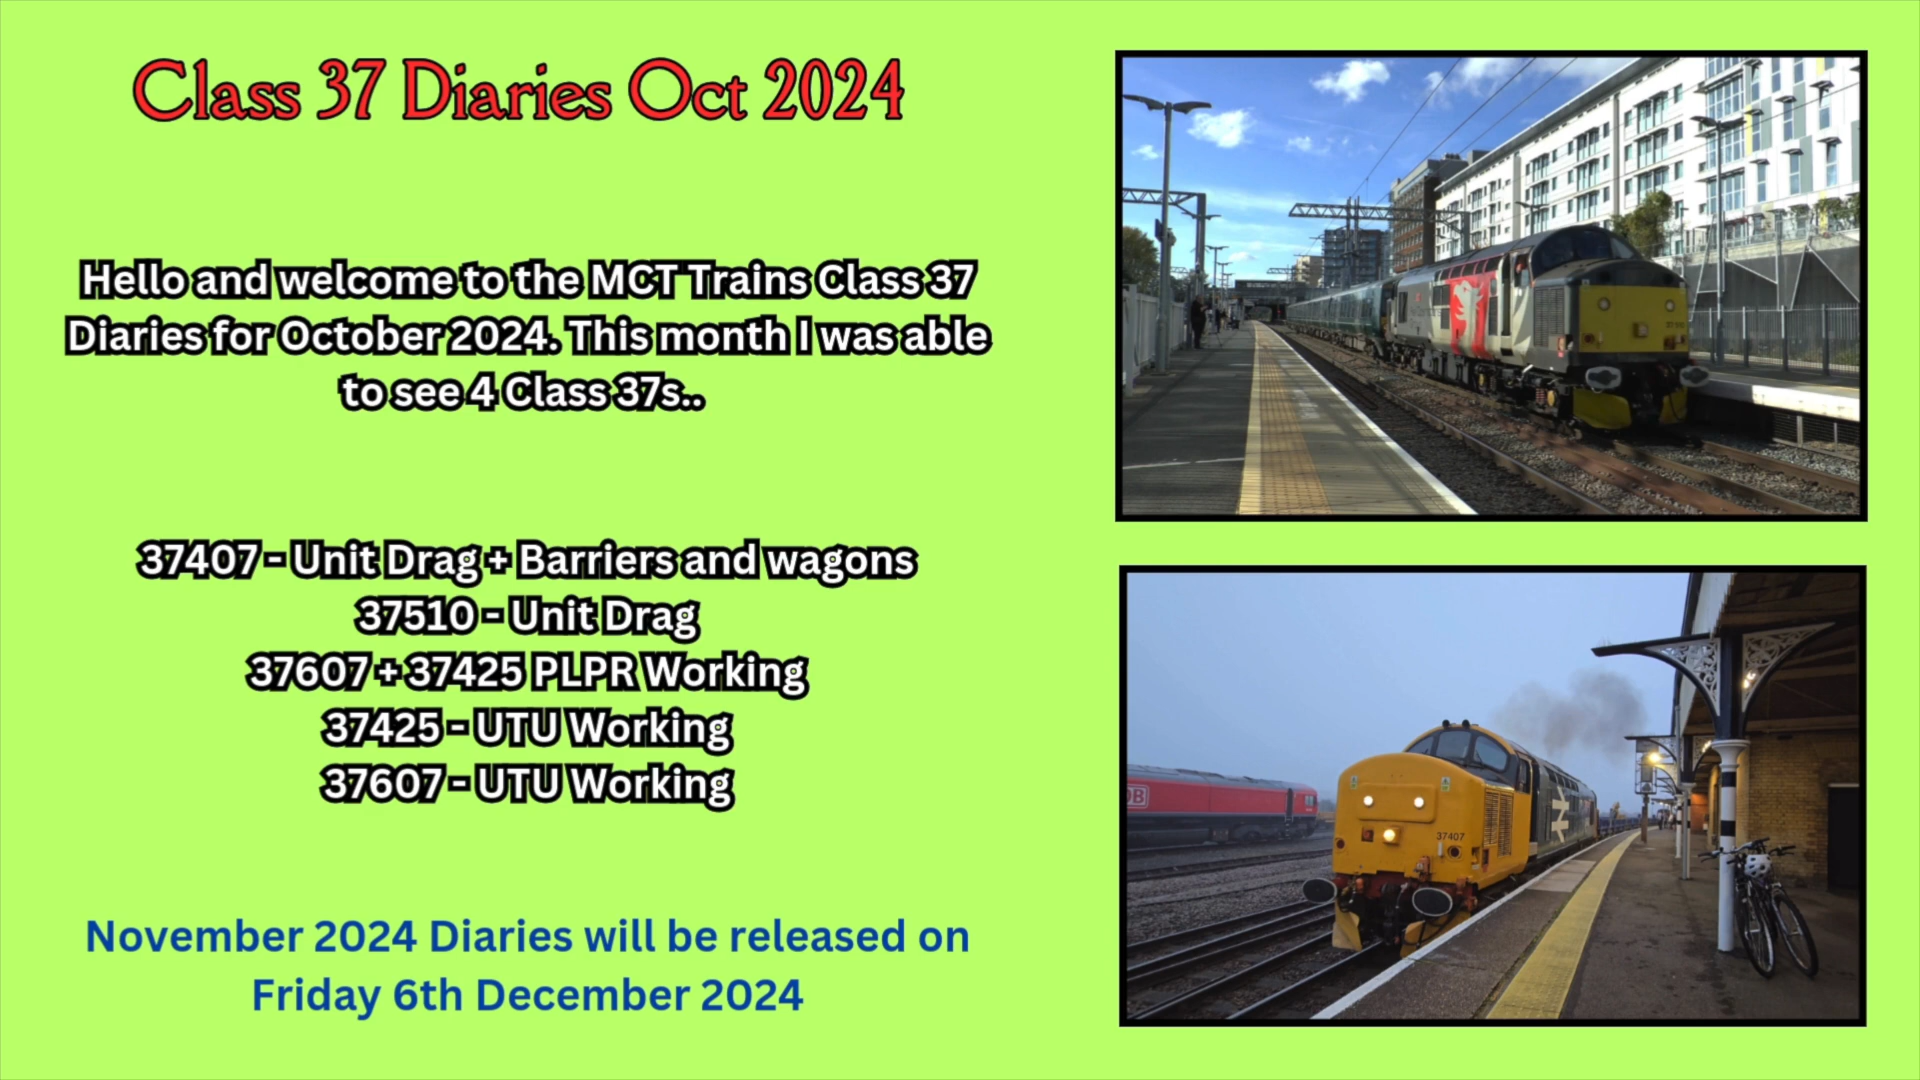 Class 37 Diaries Oct 2024
Hello and welcome to the MCT Trains Class 37
Diaries for October 2024. This month I was able
to see 4 Class 37s..
37407 - Unit Drag + Barriers and wagons
37510 - Unit Drag
37607 + 37425 PLPR Working
37425 - UTU Working
37607 - UTU Working
November 2024 Diaries will be released on
Friday 6th December 2024
37407